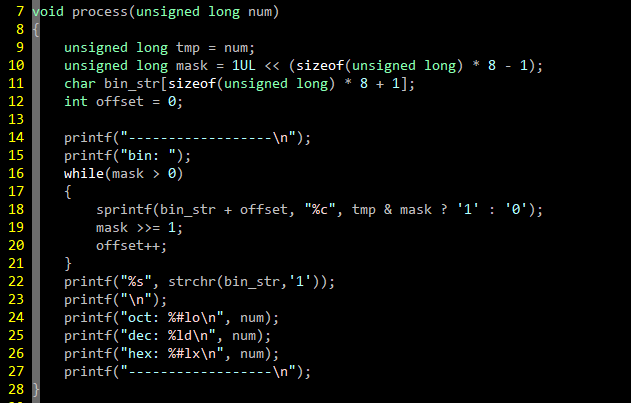 7 void process(unsigned long num)
8 {
9     unsigned long tmp = num;
10     unsigned long mask = 1UL << (sizeof(unsigned long) * 8 - 1);
11     char bin_str[sizeof(unsigned long) * 8 + 1];
12     int offset = 0;
13
14     printf("------------------\n");
15     printf("bin: ");
16     while(mask > 0)
17     {
18         sprintf(bin_str + offset, "%c", tmp & mask ? '1' : '0');
19         mask >>= 1;
20         offset++;
21     }
22     printf("%s", strchr(bin_str,'1'));
23     printf("\n");
24     printf("oct: %#lo\n", num);
25     printf("dec: %ld\n", num);
26     printf("hex: %#lx\n", num);
27     printf("------------------\n");
28 }